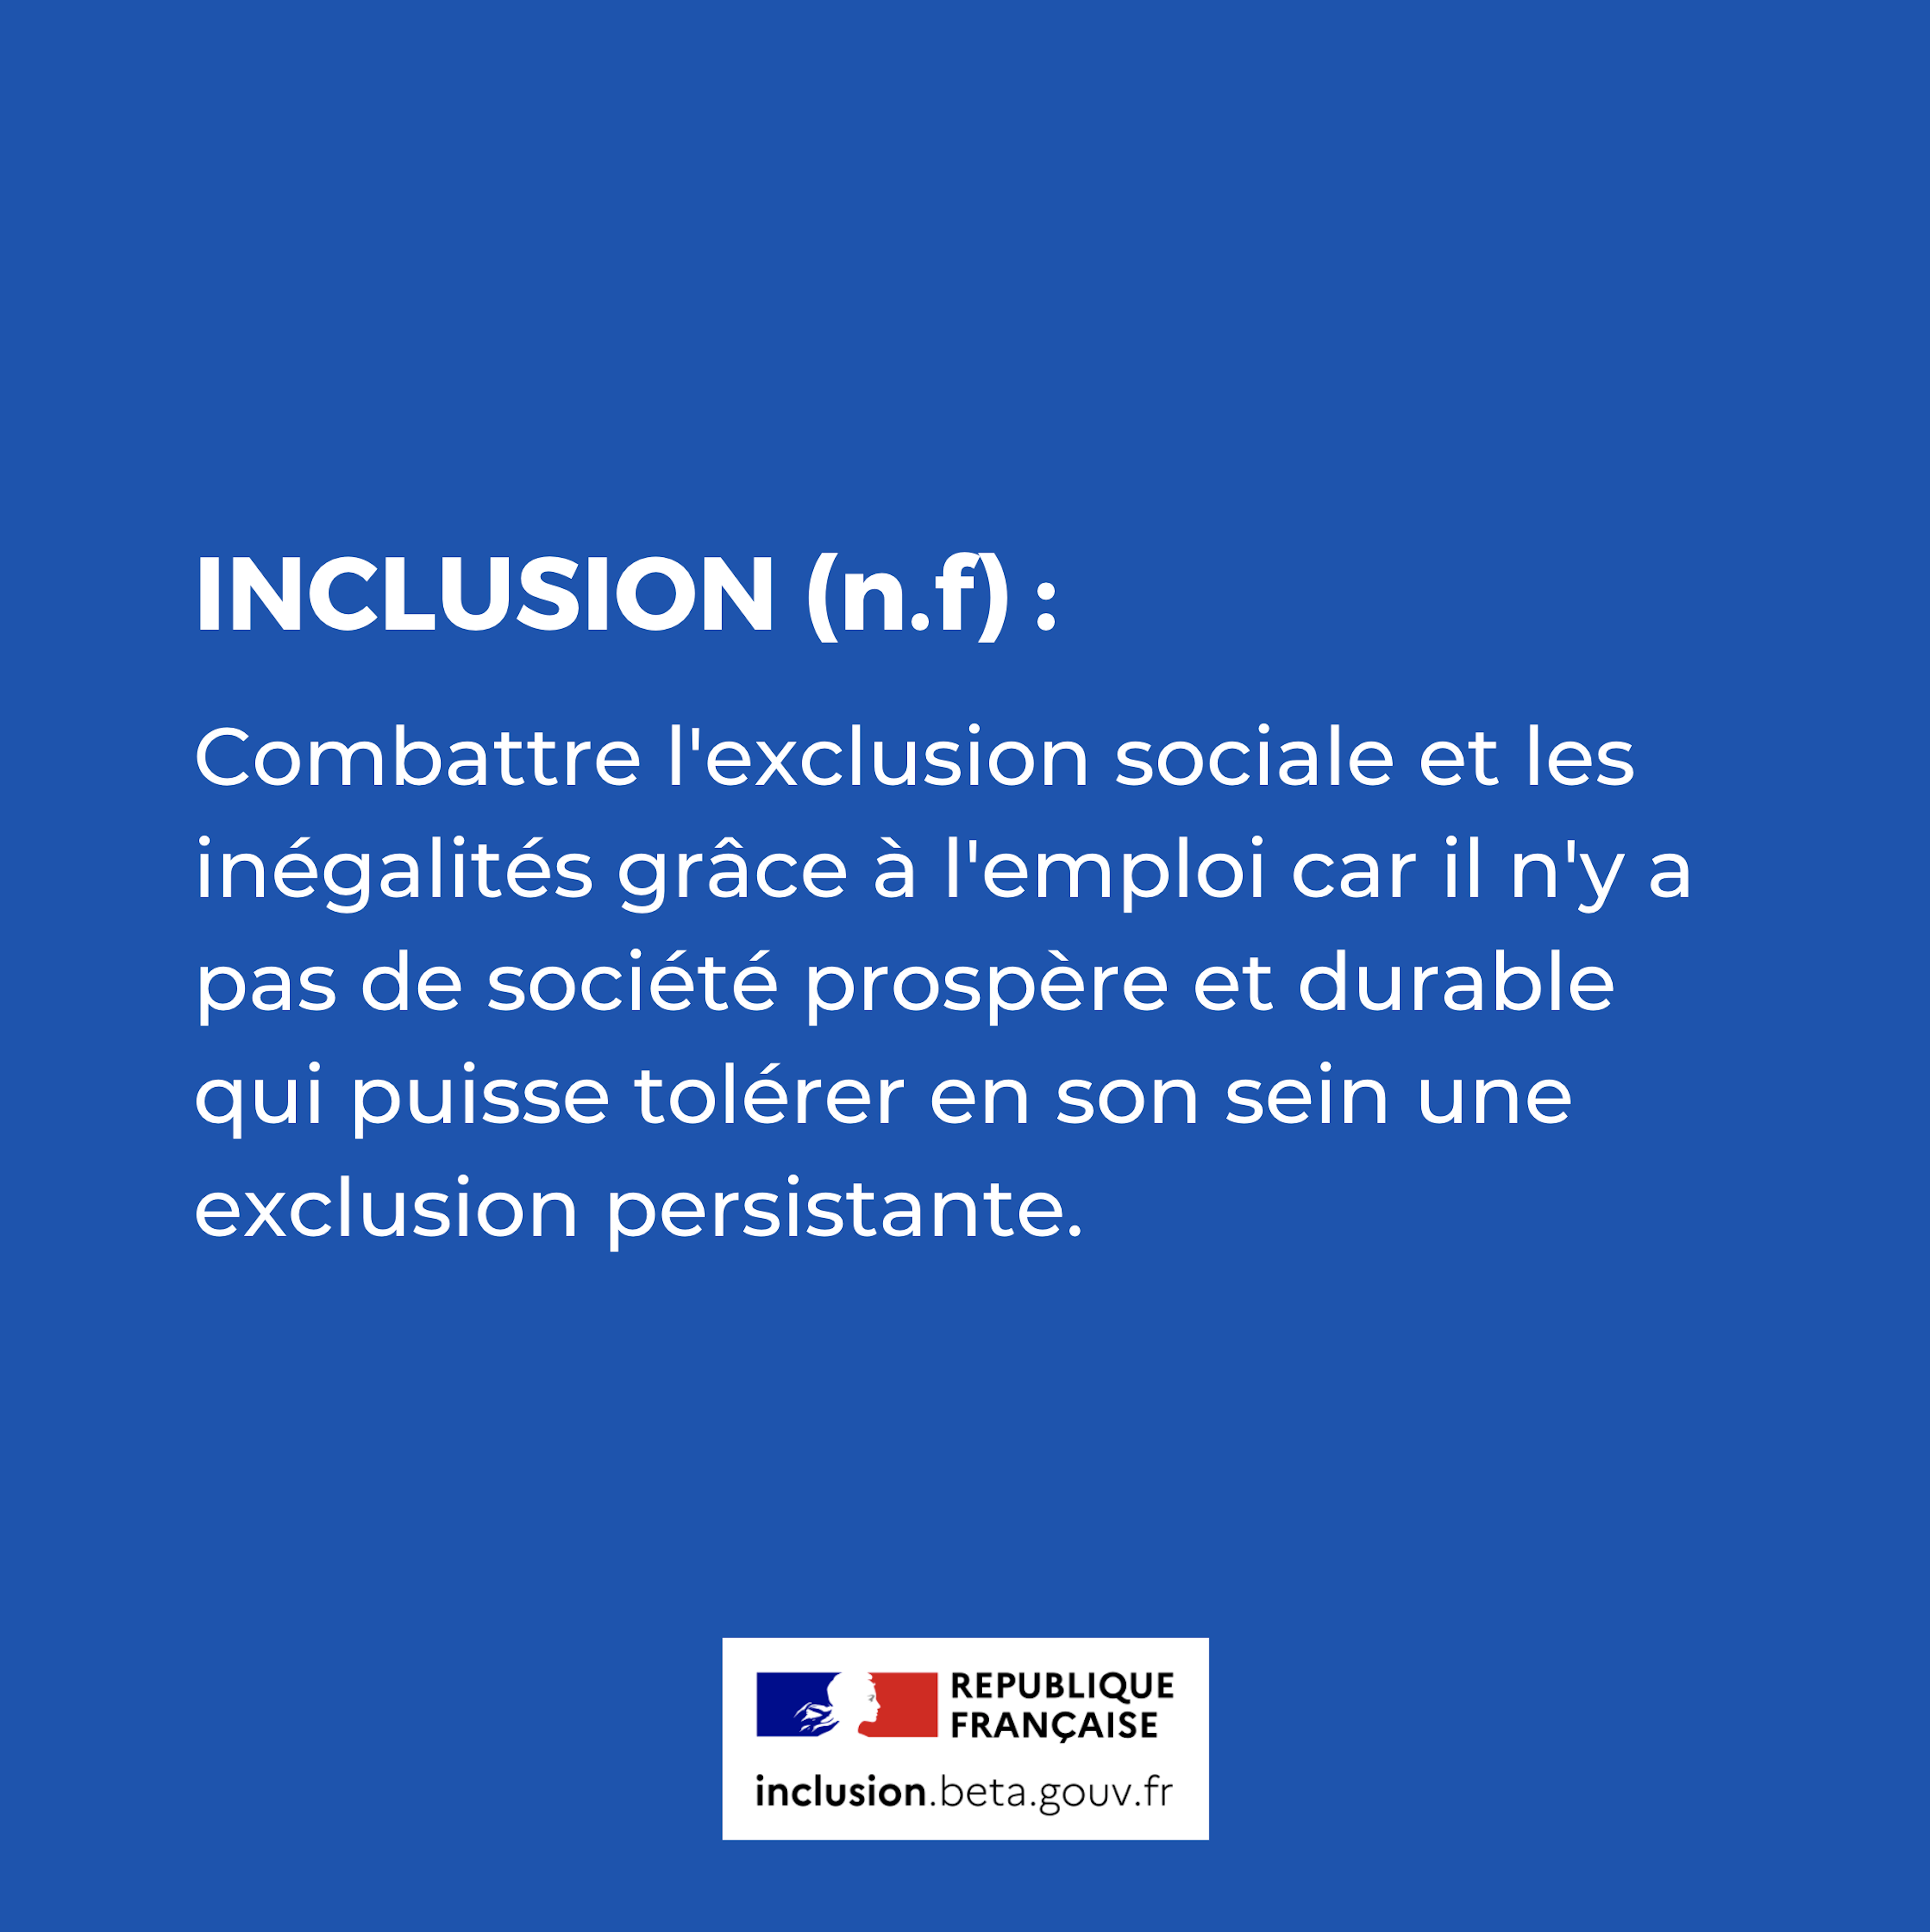 INCLUSION (n.f) :
Combattre l'exclusion sociale et les
inégalités grâce à l'emploi car il n'y a
pas de société prospère et durable
qui puisse tolérer en son sein une
exclusion persistante.
REPUBLIQUE
FRANÇAISE
inclusion.beta.gouv.fr